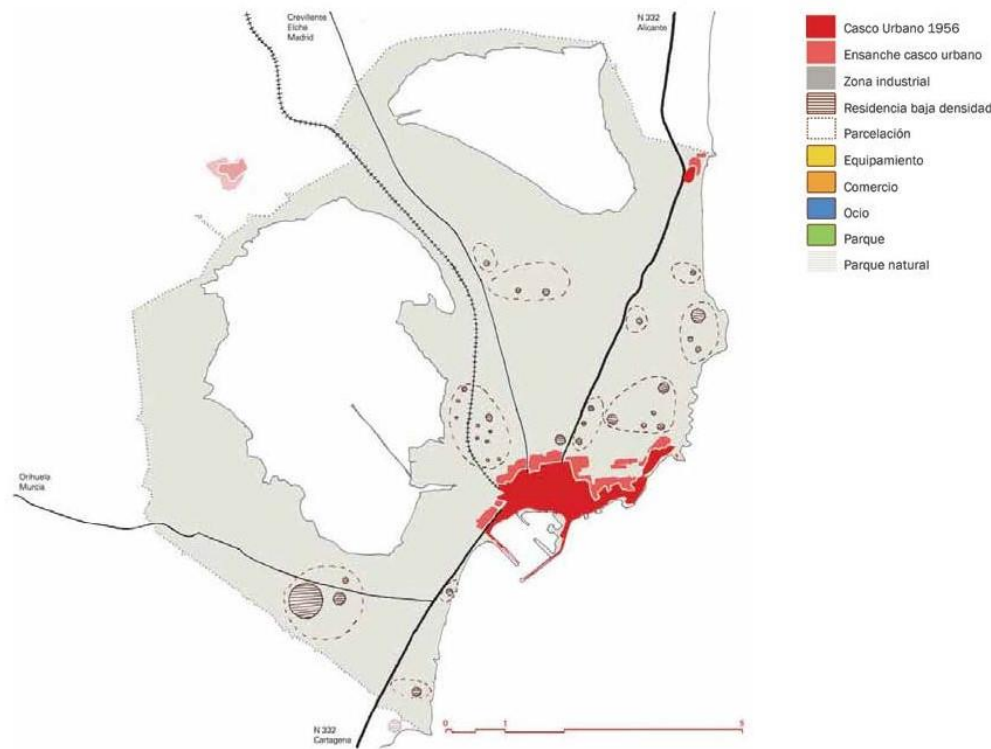 Crevillente
Elche
Madrid
N 332
Alicante
Orihuela
Murcia
N 332
Cartagena
0 1 5
Casco Urbano 1956
Ensanche casco urbano
Zona industrial
Residencia baja densidad
Parcelación
Equipamiento
Comercio
Ocio
Parque
Parque natural